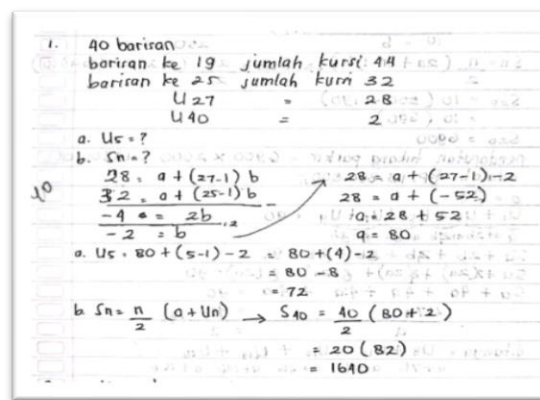 1. 40 barisan
barisan ke 19 jumlah kursi : 44
barisan ke 25 jumlah kursi 32
U 27 = 28
U 40 = 2
a. U5 = ?
b. Sn = ?
28 = a + (27-1) b
32 = a + (25-1) b -
-4 = 2b
-2 = b
28 = a + (27-1) -2
28 = a + (-52)
a = 28 + 52
a = 80
10
a. U5 = 80 + (5-1) -2 = 80 + (4) -2
= 80 - 8
= 72
b. Sn = n/2 (a + Un) → S40 = 40/2 (80 + 2)
= 20 (82)
= 1640